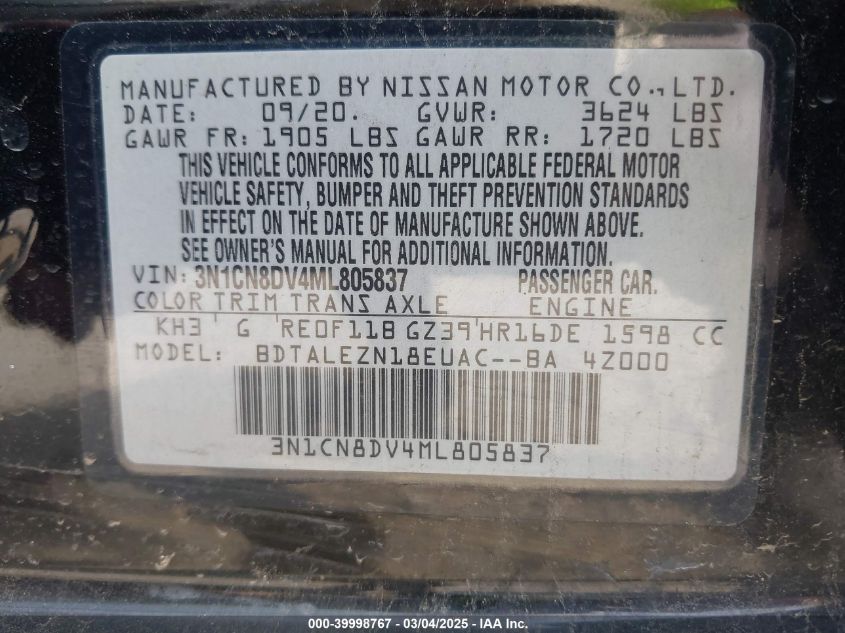 MANUFACTURED BY NISSAN MOTOR CO., LTD.
DATE: 09/20. GVWR: 3624 LBS
GAWR FR: 1905 LBS GAWR RR: 1720 LBS
THIS VEHICLE CONFORMS TO ALL APPLICABLE FEDERAL MOTOR
VEHICLE SAFETY, BUMPER AND THEFT PREVENTION STANDARDS
IN EFFECT ON THE DATE OF MANUFACTURE SHOWN ABOVE.
SEE OWNER'S MANUAL FOR ADDITIONAL INFORMATION.
VIN: 3N1CN8DV4ML805837 PASSENGER CAR.
COLOR TRIM TRANS AXLE ENGINE
KH3 G RE0F11B GZ39 HR16DE 1598 CC
MODEL: BDTALEZN18EUAC--BA 4Z000
3N1CN8DV4ML805837
000-39998767 - 03/04/2025 - IAAI.com